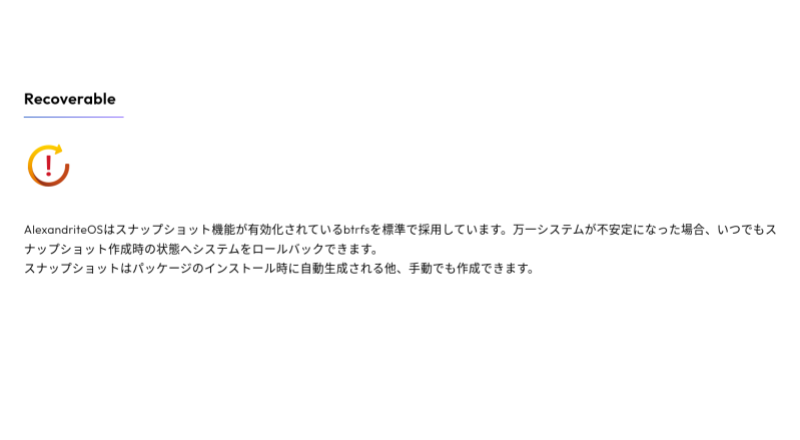 Recoverable
AlexandriteOSはスナップショット機能が有効化されているbtrfsを標準で採用しています。万一システムが不安定になった場合、いつでもス
ナップショット作成時の状態へシステムをロールバックできます。
スナップショットはパッケージのインストール時に自動生成される他、手動でも作成できます。